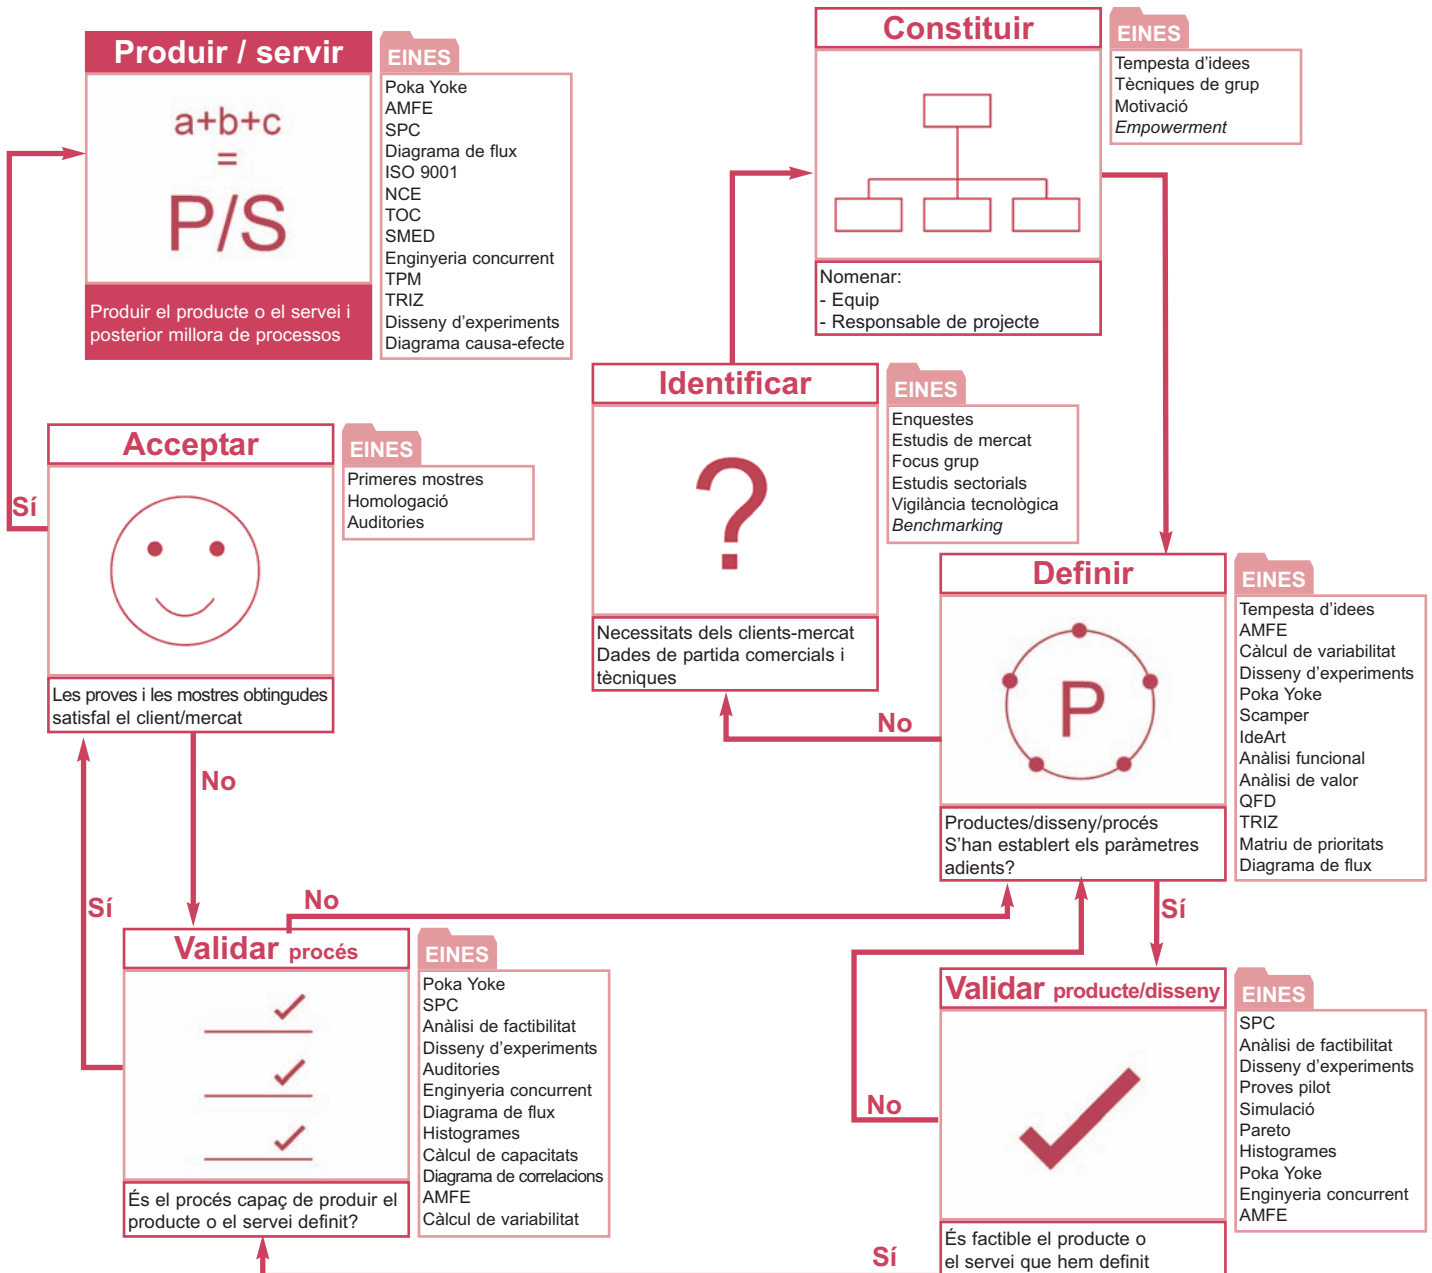 Produir / servir
EINES
a+b+c
=
P/S
Produir el producte o el servei i
posterior millora de processos
Poka Yoke
AMFE
SPC
Diagrama de flux
ISO 9001
NCE
TOC
SMED
Enginyeria concurrent
TPM
TRIZ
Disseny d'experiments
Diagrama causa-efecte
Constituir
EINES
Nomenar:
- Equip
- Responsable de projecte
Tempesta d'idees
Tècniques de grup
Motivació
Empowerment
Identificar
EINES
?
Necessitats dels clients-mercat
Dades de partida comercials i
tècniques
Enquestes
Estudis de mercat
Focus grup
Estudis sectorials
Vigilància tecnològica
Benchmarking
Acceptar
EINES
Les proves i les mostres obtingudes
satisfal el client/mercat
Primeres mostres
Homologació
Auditories
Sí
No
Definir
EINES
P
Productes/disseny/procés
S'han establert els paràmetres
adients?
Tempesta d'idees
AMFE
Càlcul de variabilitat
Disseny d'experiments
Poka Yoke
Scamper
IdeArt
Anàlisi funcional
Anàlisi de valor
QFD
TRIZ
Matriu de prioritats
Diagrama de flux
No
Sí
Validar procés
EINES
És el procés capaç de produir el
producte o el servei definit?
Poka Yoke
SPC
Anàlisi de factibilitat
Disseny d'experiments
Auditories
Enginyeria concurrent
Diagrama de flux
Histogrames
Càlcul de capacitats
Diagrama de correlacions
AMFE
Càlcul de variabilitat
Sí
No
Validar producte/disseny
EINES
És factible el producte o
el servei que hem definit
SPC
Anàlisi de factibilitat
Disseny d'experiments
Proves pilot
Simulació
Pareto
Histogrames
Poka Yoke
Enginyeria concurrent
AMFE
No
Sí